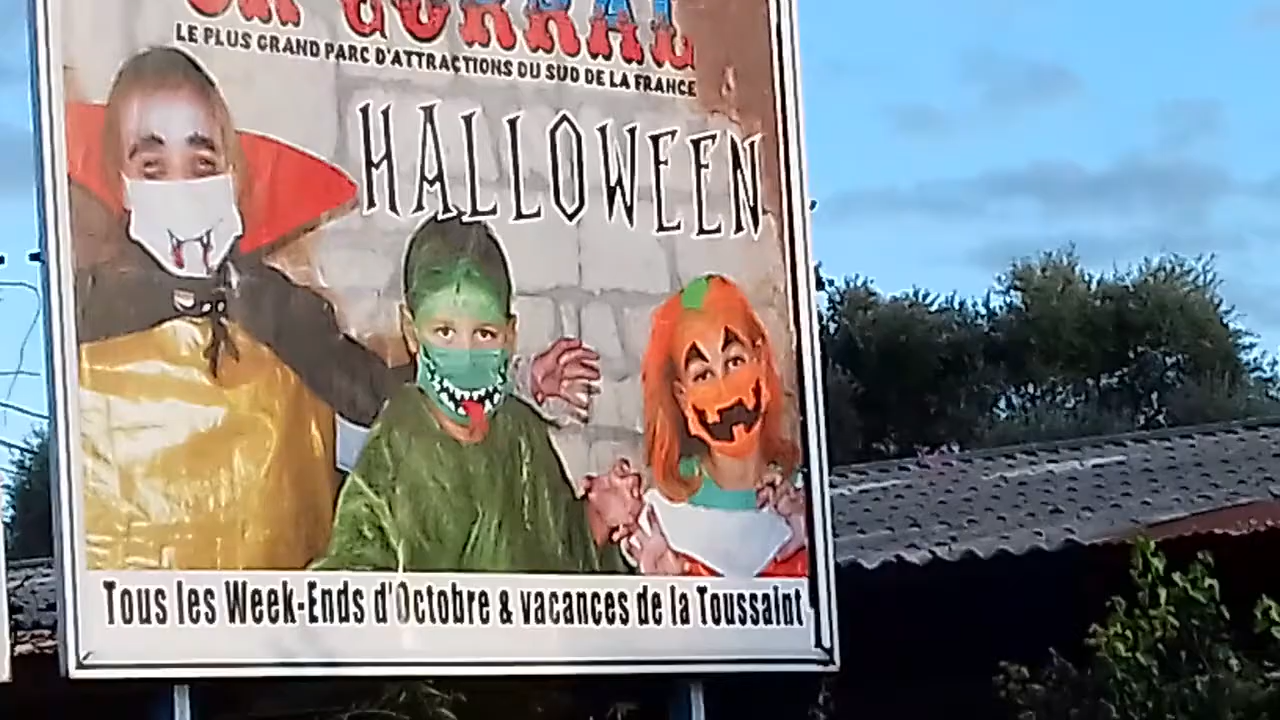 LE PLUS GRAND PARC D'ATTRACTIONS DU SUD DE LA FRANCE
HALLOWEEN
Tous les Week-Ends d'Octobre & vacances de la Toussaint